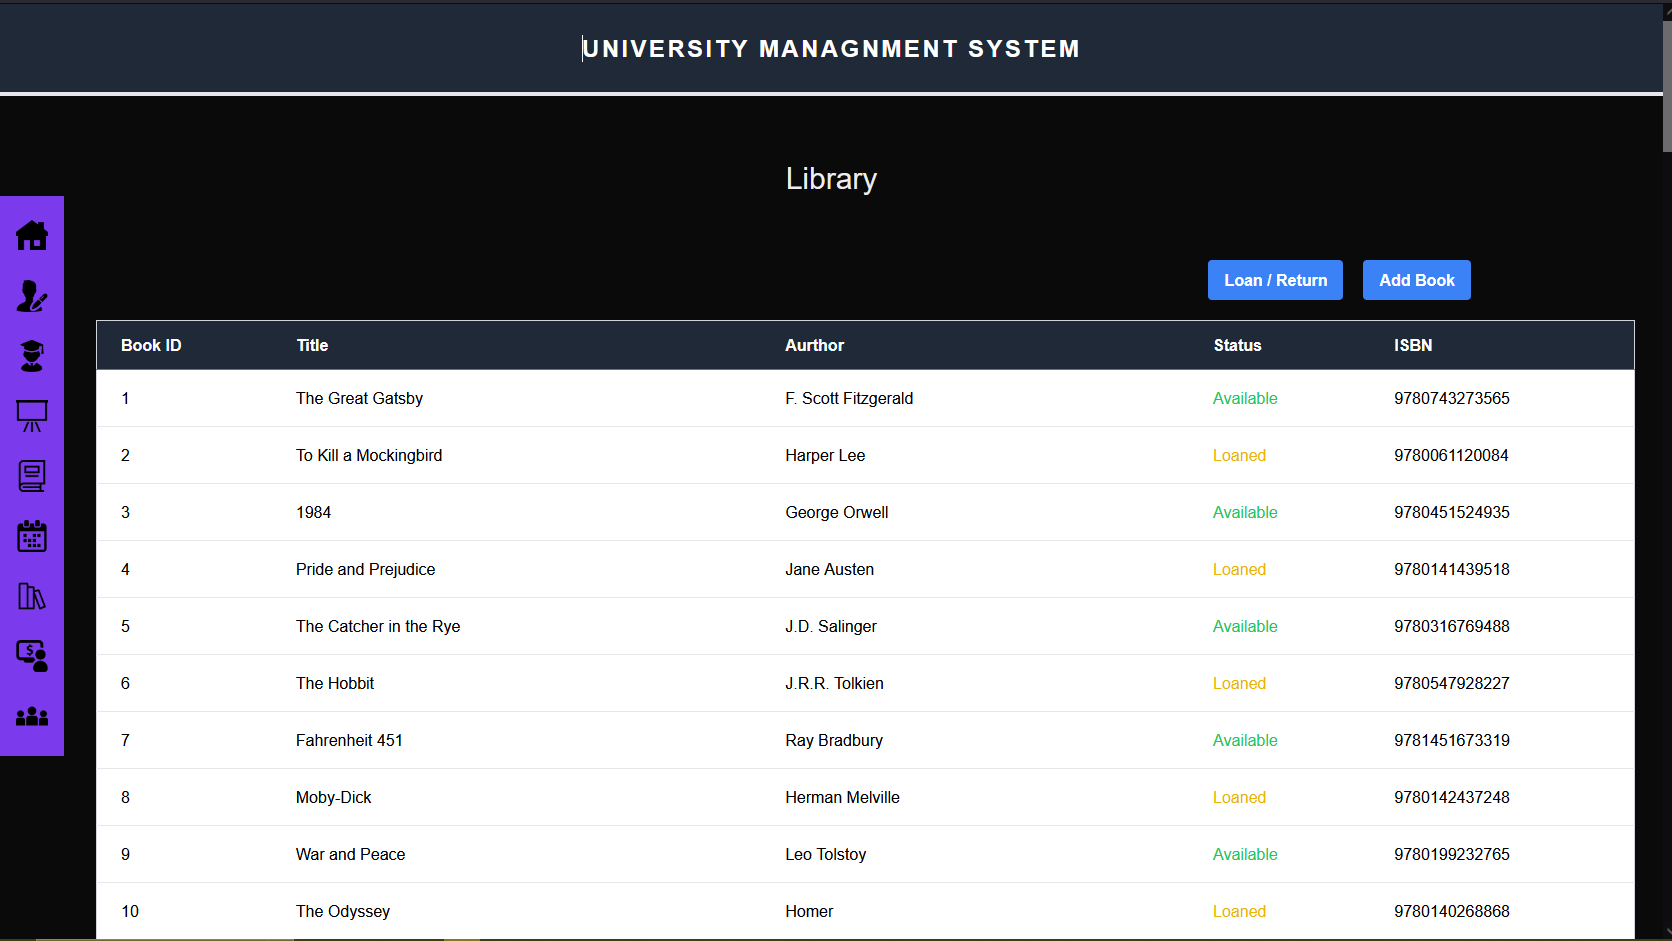 UNIVERSITY MANAGNMENT SYSTEM
Library
Loan / Return Add Book
Book ID Title Aurthor Status ISBN
1 The Great Gatsby F. Scott Fitzgerald Available 9780743273565
2 To Kill a Mockingbird Harper Lee Loaned 9780061120084
3 1984 George Orwell Available 9780451524935
4 Pride and Prejudice Jane Austen Loaned 9780141439518
5 The Catcher in the Rye J.D. Salinger Available 9780316769488
6 The Hobbit J.R.R. Tolkien Loaned 9780547928227
7 Fahrenheit 451 Ray Bradbury Available 9781451673319
8 Moby-Dick Herman Melville Loaned 9780142437248
9 War and Peace Leo Tolstoy Available 9780199232765
10 The Odyssey Homer Loaned 9780140268868